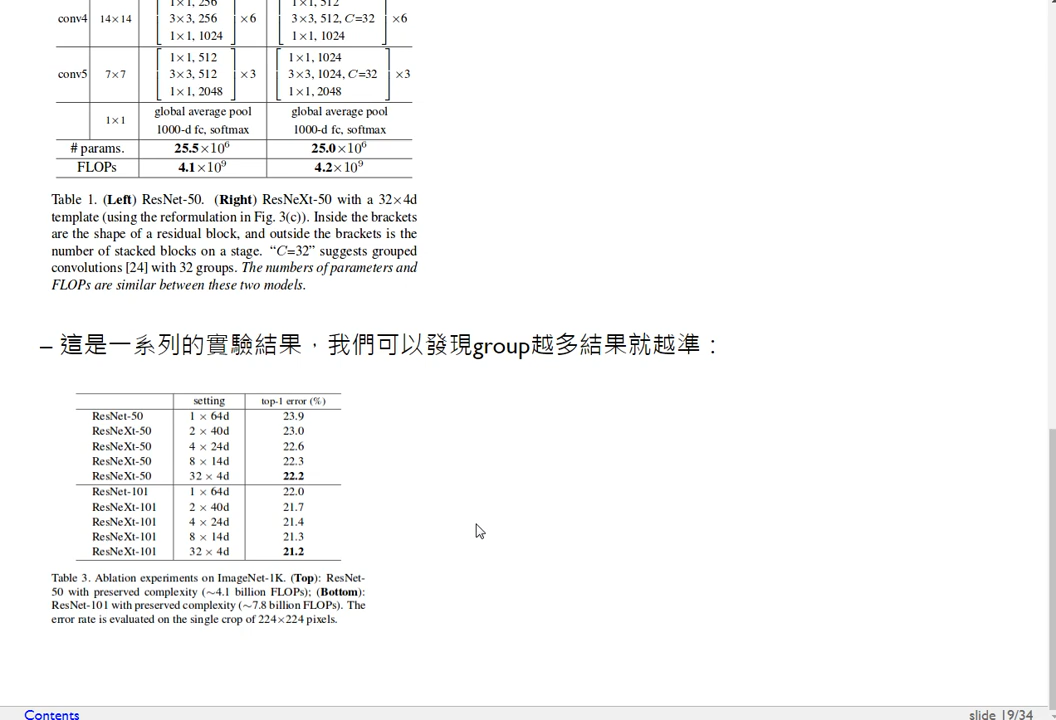 1×1, 256 1×1, 512
conv4 14×14 3×3, 256 ×6 3×3, 512, C=32 ×6
1×1, 1024 1×1, 1024
1×1, 512 1×1, 1024
conv5 7×7 3×3, 512 ×3 3×3, 1024, C=32 ×3
1×1, 2048 1×1, 2048
1×1 global average pool global average pool
1000-d fc, softmax 1000-d fc, softmax
# params. 25.5×10⁶ 25.0×10⁶
FLOPs 4.1×10⁹ 4.2×10⁹
Table 1. (Left) ResNet-50. (Right) ResNeXt-50 with a 32×4d
template (using the reformulation in Fig. 3(c)). Inside the brackets
are the shape of a residual block, and outside the brackets is the
number of stacked blocks on a stage. “C=32” suggests grouped
convolutions [24] with 32 groups. The numbers of parameters and
FLOPs are similar between these two models.
– 這是一系列的實驗結果，我們可以發現group越多結果就越準：
setting top-1 error (%)
ResNet-50 1 × 64d 23.9
ResNeXt-50 2 × 40d 23.0
ResNeXt-50 4 × 24d 22.6
ResNeXt-50 8 × 14d 22.3
ResNeXt-50 32 × 4d 22.2
ResNet-101 1 × 64d 22.0
ResNeXt-101 2 × 40d 21.7
ResNeXt-101 4 × 24d 21.4
ResNeXt-101 8 × 14d 21.3
ResNeXt-101 32 × 4d 21.2
Table 3. Ablation experiments on ImageNet-1K. (Top): ResNet-
50 with preserved complexity (∼4.1 billion FLOPs); (Bottom):
ResNet-101 with preserved complexity (∼7.8 billion FLOPs). The
error rate is evaluated on the single crop of 224×224 pixels.
Contents slide 19/34